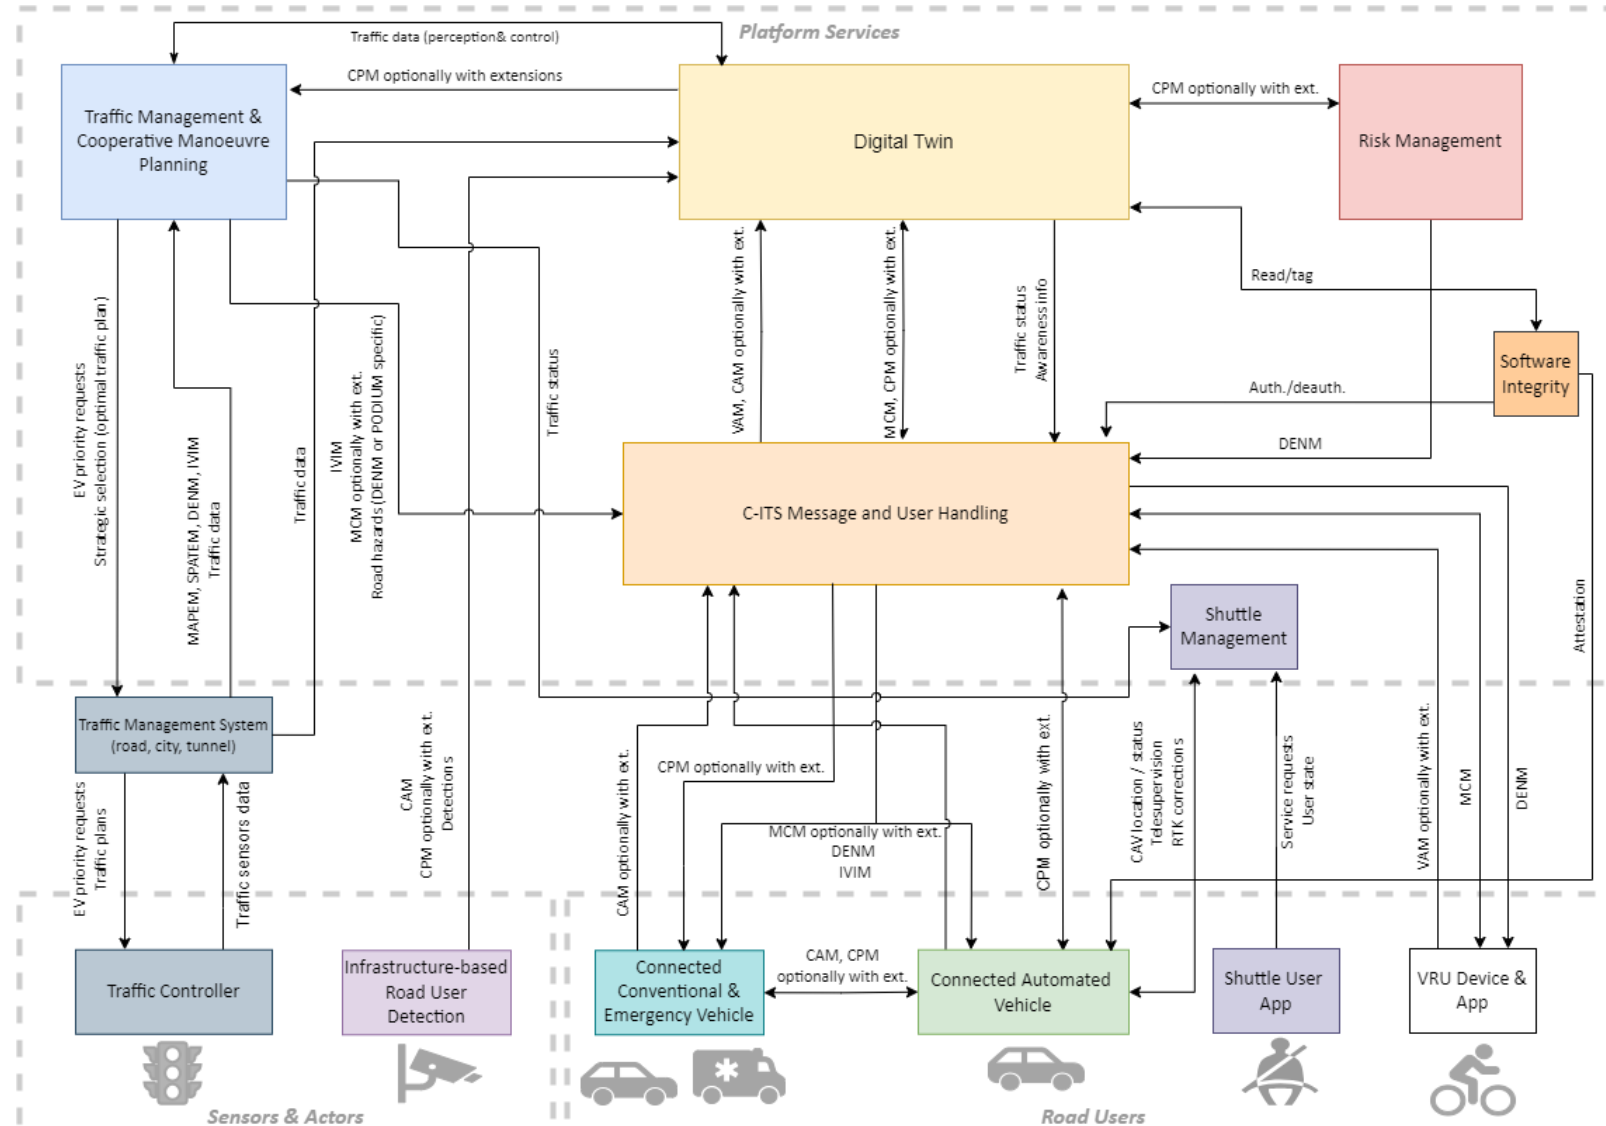 Platform Services
Traffic data (perception& control)
CPM optionally with extensions
CPM optionally with ext.
Traffic Management &
Cooperative Manoeuvre
Planning
Digital Twin
Risk Management
Read/tag
Software
Integrity
Auth./deauth.
DENM
EV priority requests
Strategic selection (optimal traffic plan)
MAPEM, SPATEM, DENM, IVIM
Traffic data
Traffic data
IVIM
MCM optionally with ext.
Road hazards (DENM or PODIUM specific)
Traffic status
VAM, CAM optionally with ext.
MCM, CPM optionally with ext.
Traffic status
Awareness info
C-ITS Message and User Handling
Shuttle
Management
Attestation
Traffic Management System
(road, city, tunnel)
EV priority requests
Traffic plans
Traffic sensors data
CAM
CPM optionally with ext.
Detections
CAM optionally with ext.
CPM optionally with ext.
MCM optionally with ext.
DENM
IVIM
CPM optionally with ext.
CAV location / status
Telesupervision
RTK corrections
Service requests
User state
VAM optionally with ext.
MCM
DENM
Traffic Controller
Infrastructure-based
Road User
Detection
Connected
Conventional &
Emergency Vehicle
CAM, CPM
optionally with ext.
Connected Automated
Vehicle
Shuttle User
App
VRU Device &
App
Sensors & Actors
Road Users